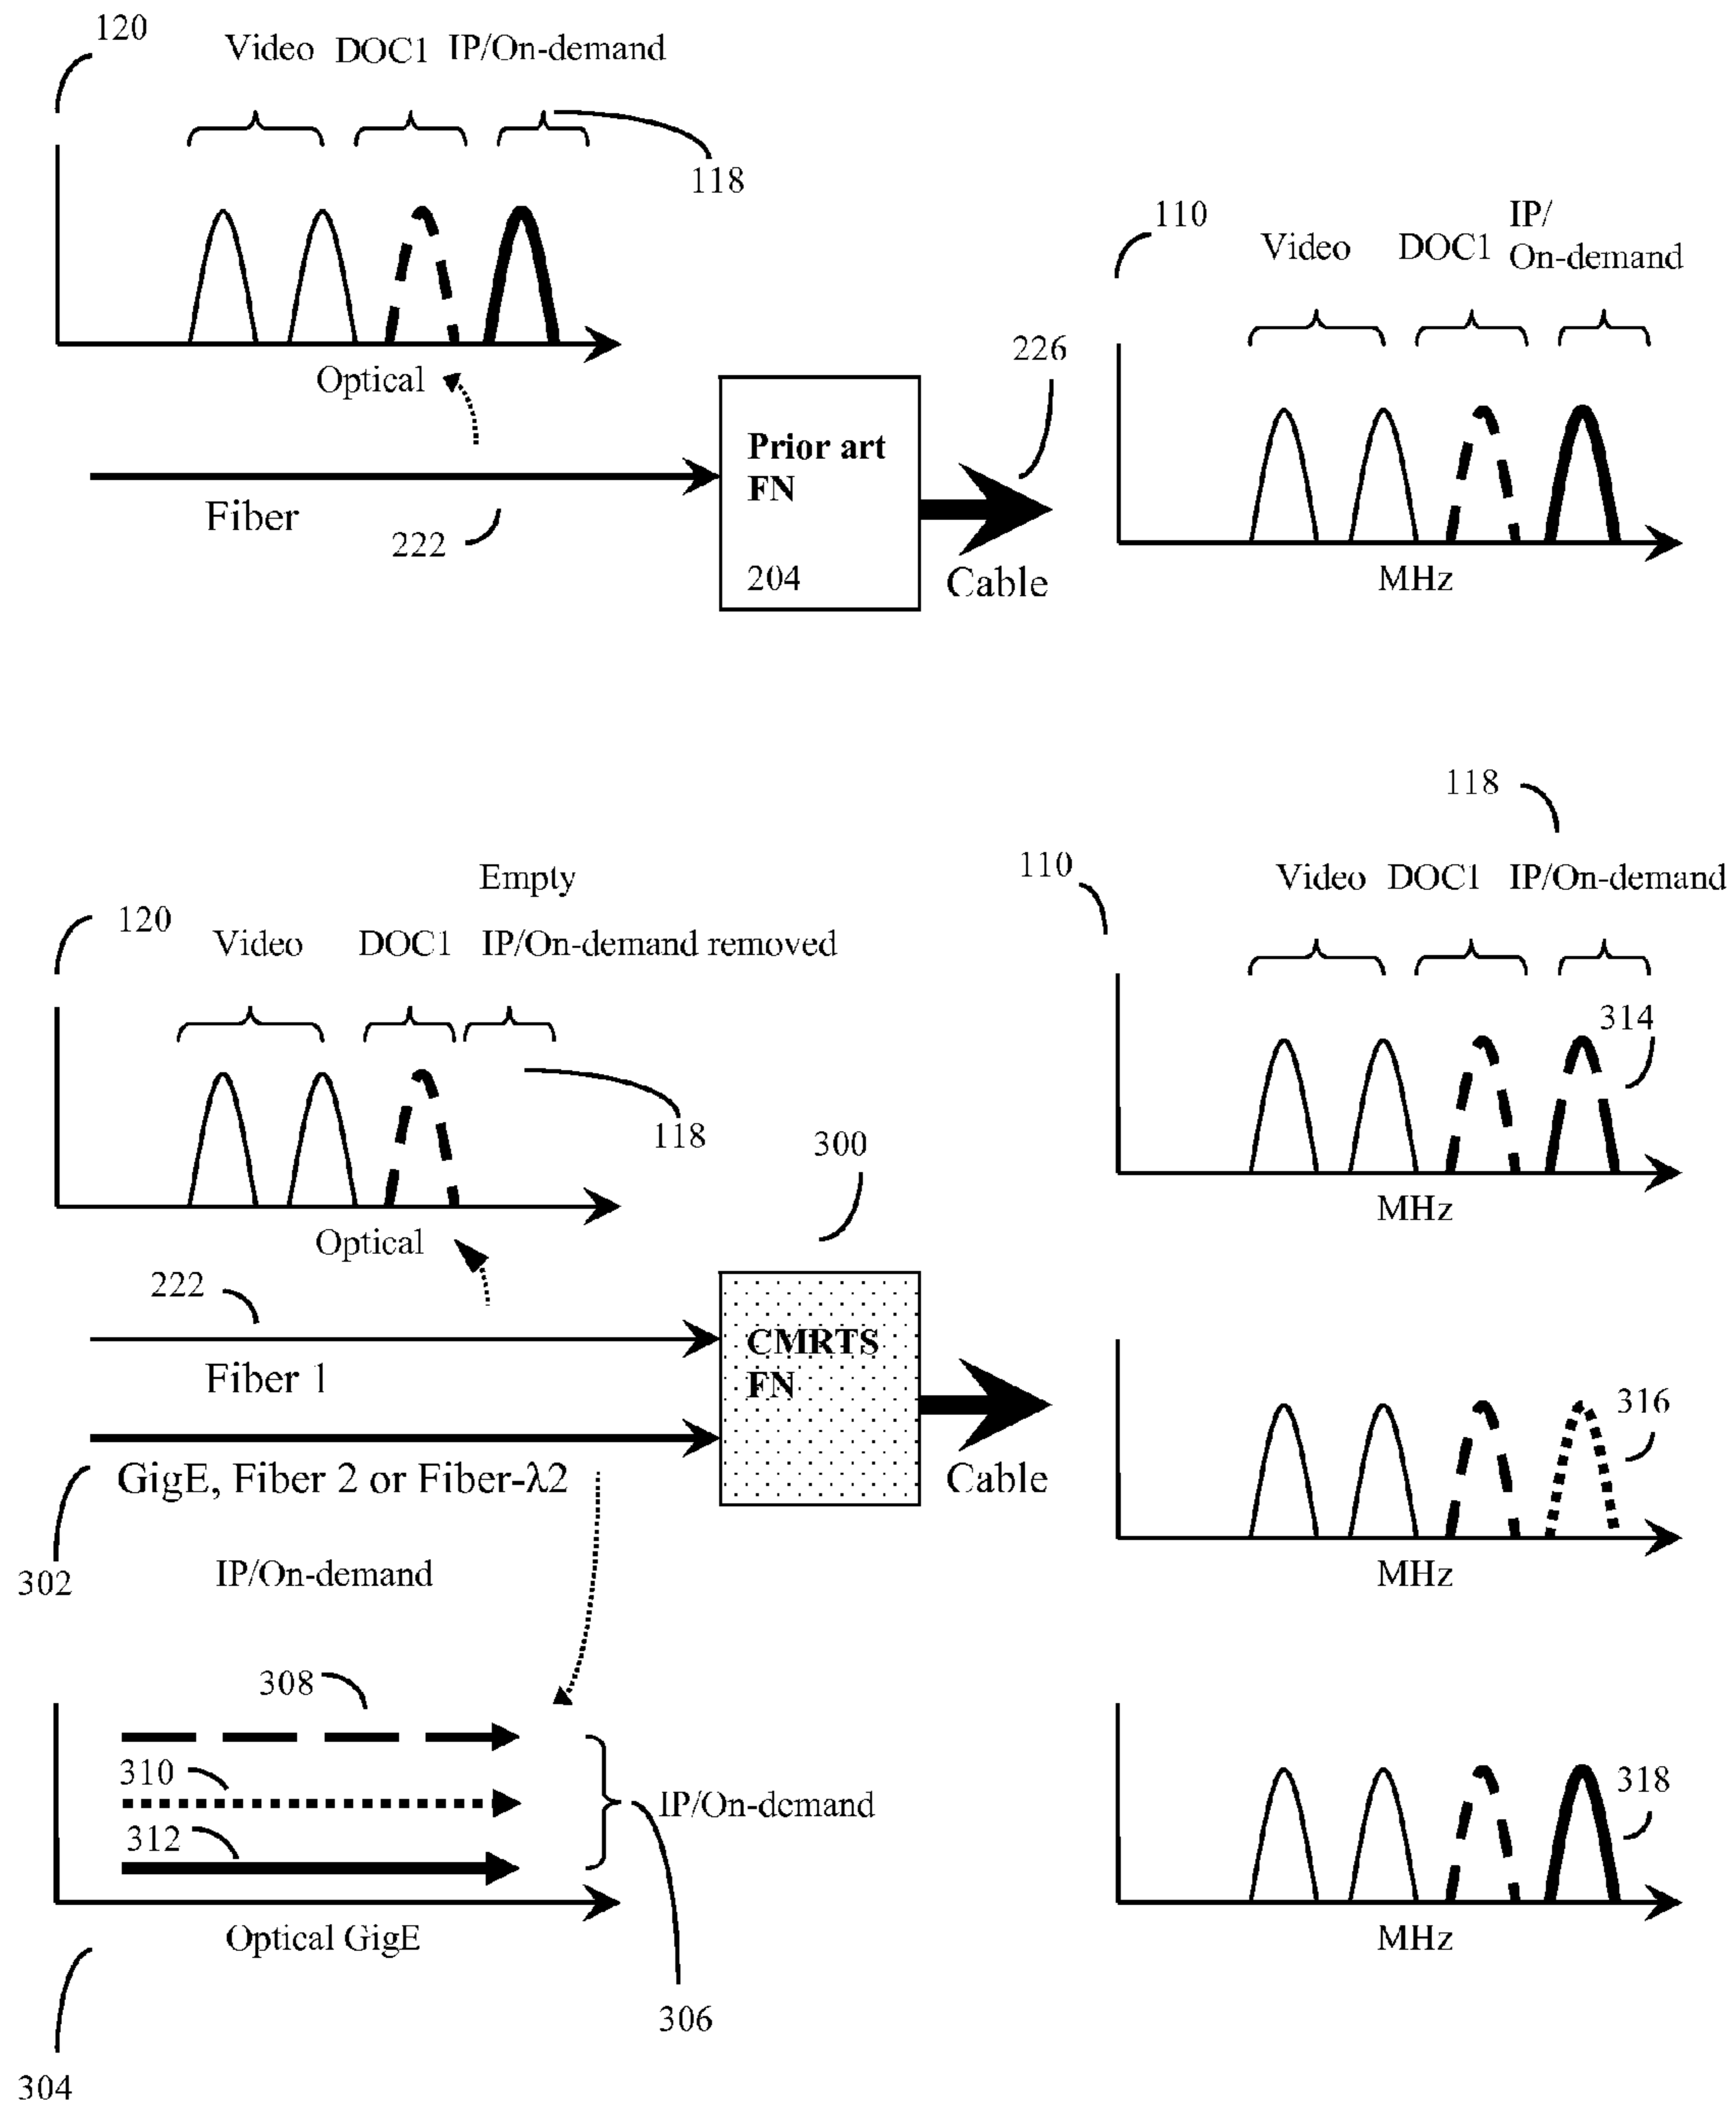 120
Video DOC1 IP/On-demand
118
Optical
Fiber
222
Prior art
FN
204
226
Cable
110
Video DOC1 IP/
On-demand
MHz
Empty
120
Video DOC1 IP/On-demand removed
118
Optical
222
Fiber 1
300
CMRTS
FN
GigE, Fiber 2 or Fiber-λ2
Cable
302
IP/On-demand
308
310
312
IP/On-demand
Optical GigE
306
304
118
110
Video DOC1 IP/On-demand
314
MHz
316
MHz
318
MHz